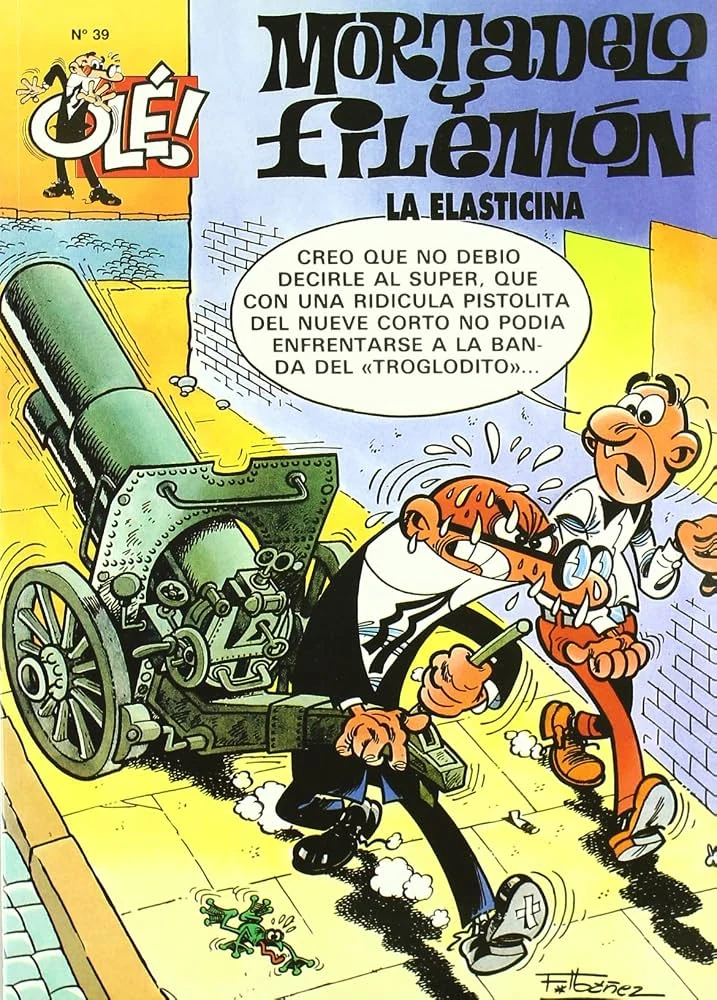 Nº 39
OLÉ!
MORTADELO
Y
FILEMÓN
LA ELASTICINA
CREO QUE NO DEBIO
DECIRLE AL SUPER, QUE
CON UNA RIDICULA PISTOLITA
DEL NUEVE CORTO NO PODIA
ENFRENTARSE A LA BAN-
DA DEL «TROGLODITO»...
F. Ibáñez